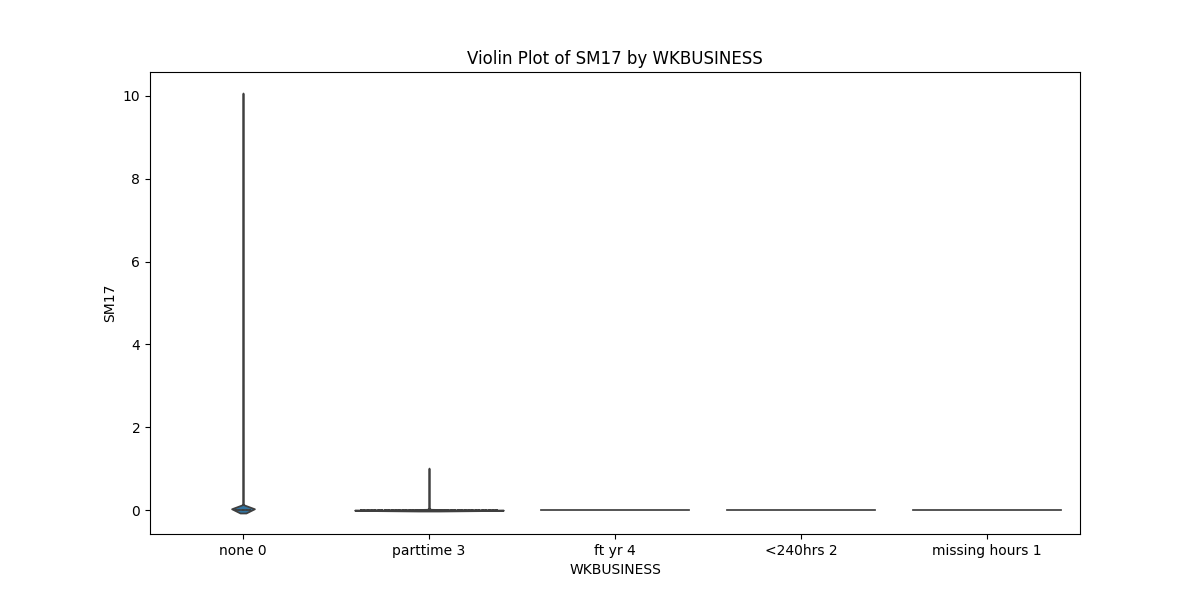 Violin Plot of SM17 by WKBUSINESS
10
8
6
4
2
0
SM17
none 0
parttime 3
ft yr 4
<240hrs 2
missing hours 1
WKBUSINESS